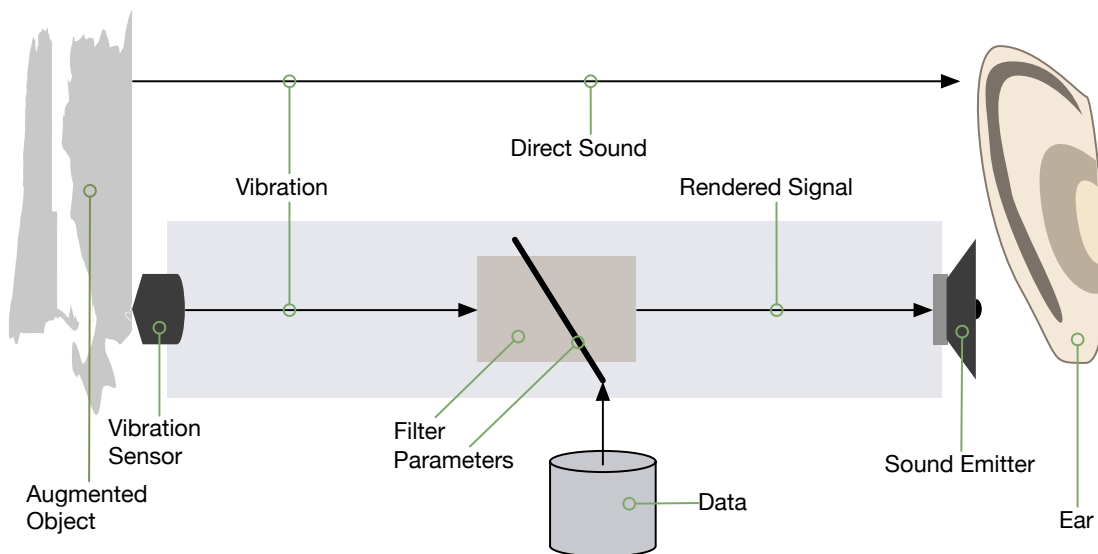 Direct Sound
Vibration
Rendered Signal
Vibration
Sensor
Filter
Parameters
Sound Emitter
Augmented
Object
Data
Ear